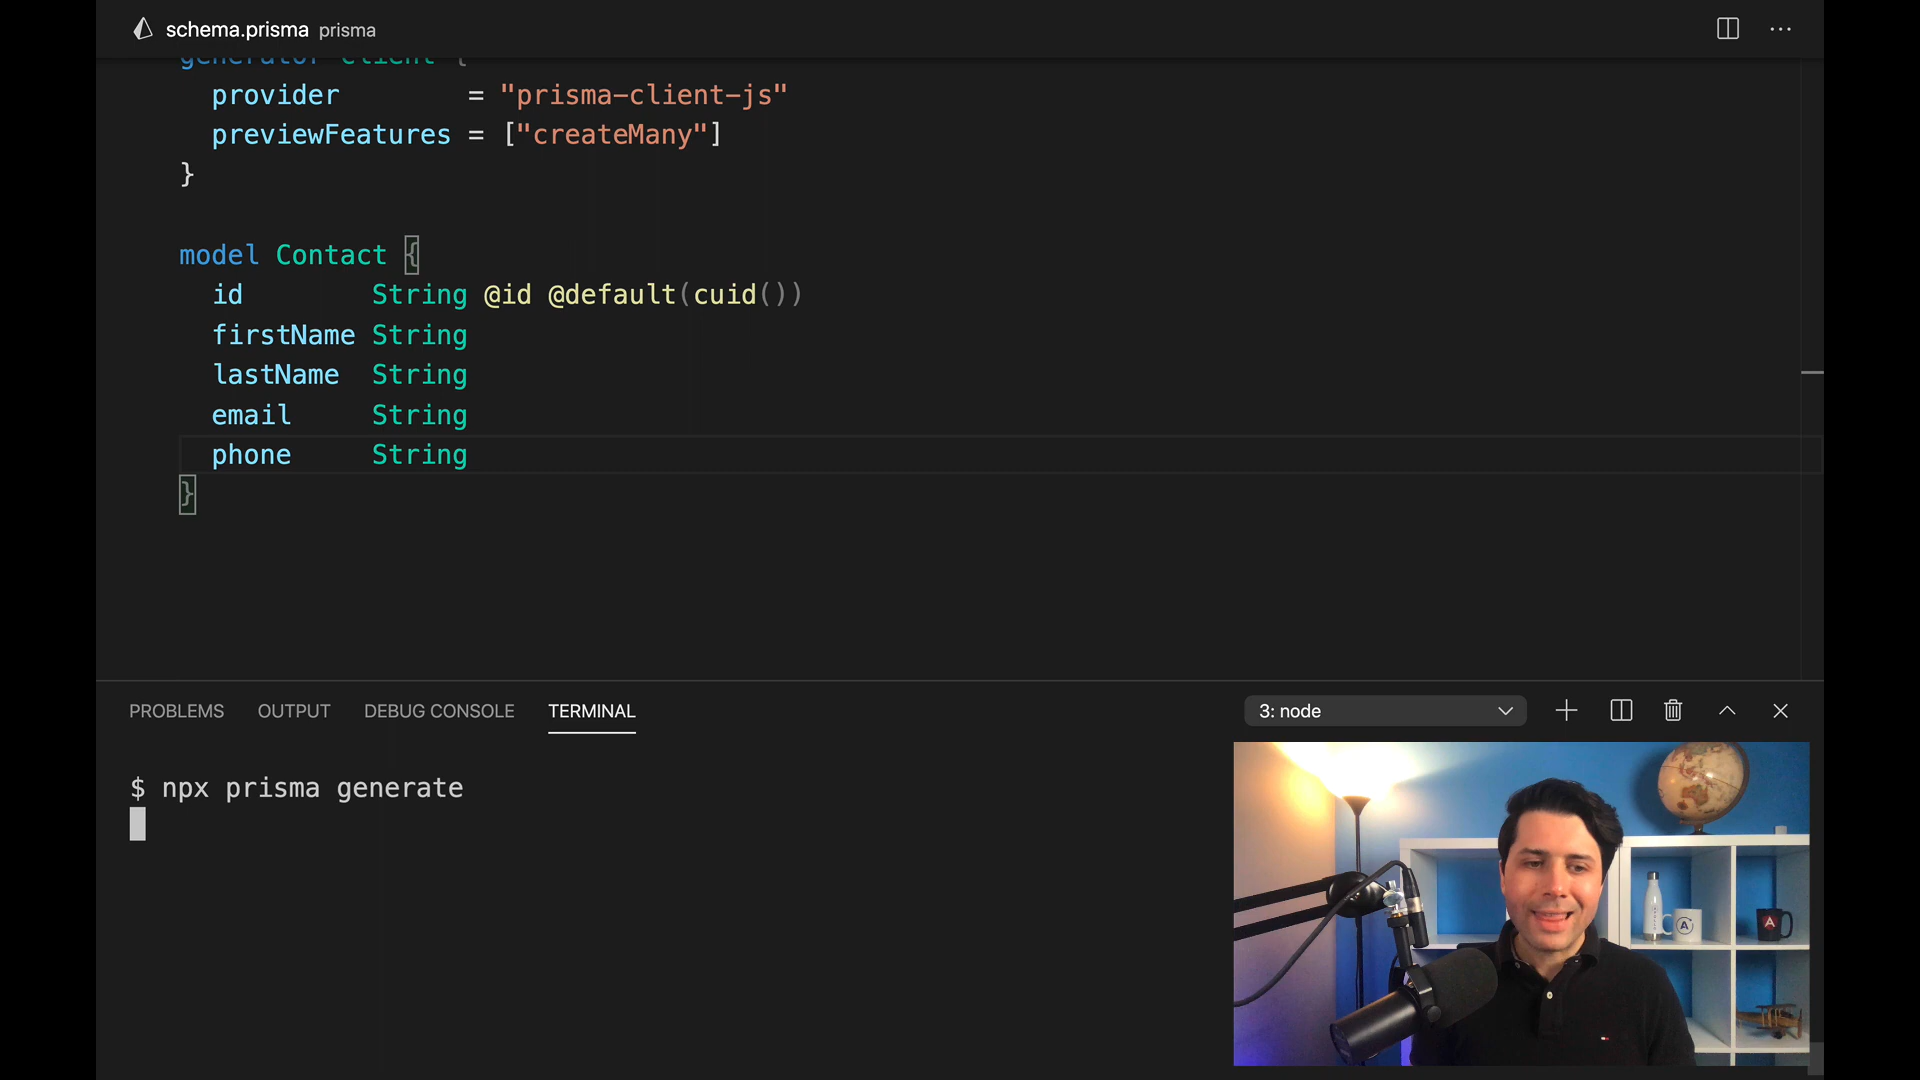 schema.prisma prisma
generator client {
provider = "prisma-client-js"
previewFeatures = ["createMany"]
}
model Contact {
id String @id @default(cuid())
firstName String
lastName String
email String
phone String
}
PROBLEMS OUTPUT DEBUG CONSOLE TERMINAL 3: node
$ npx prisma generate
A
A